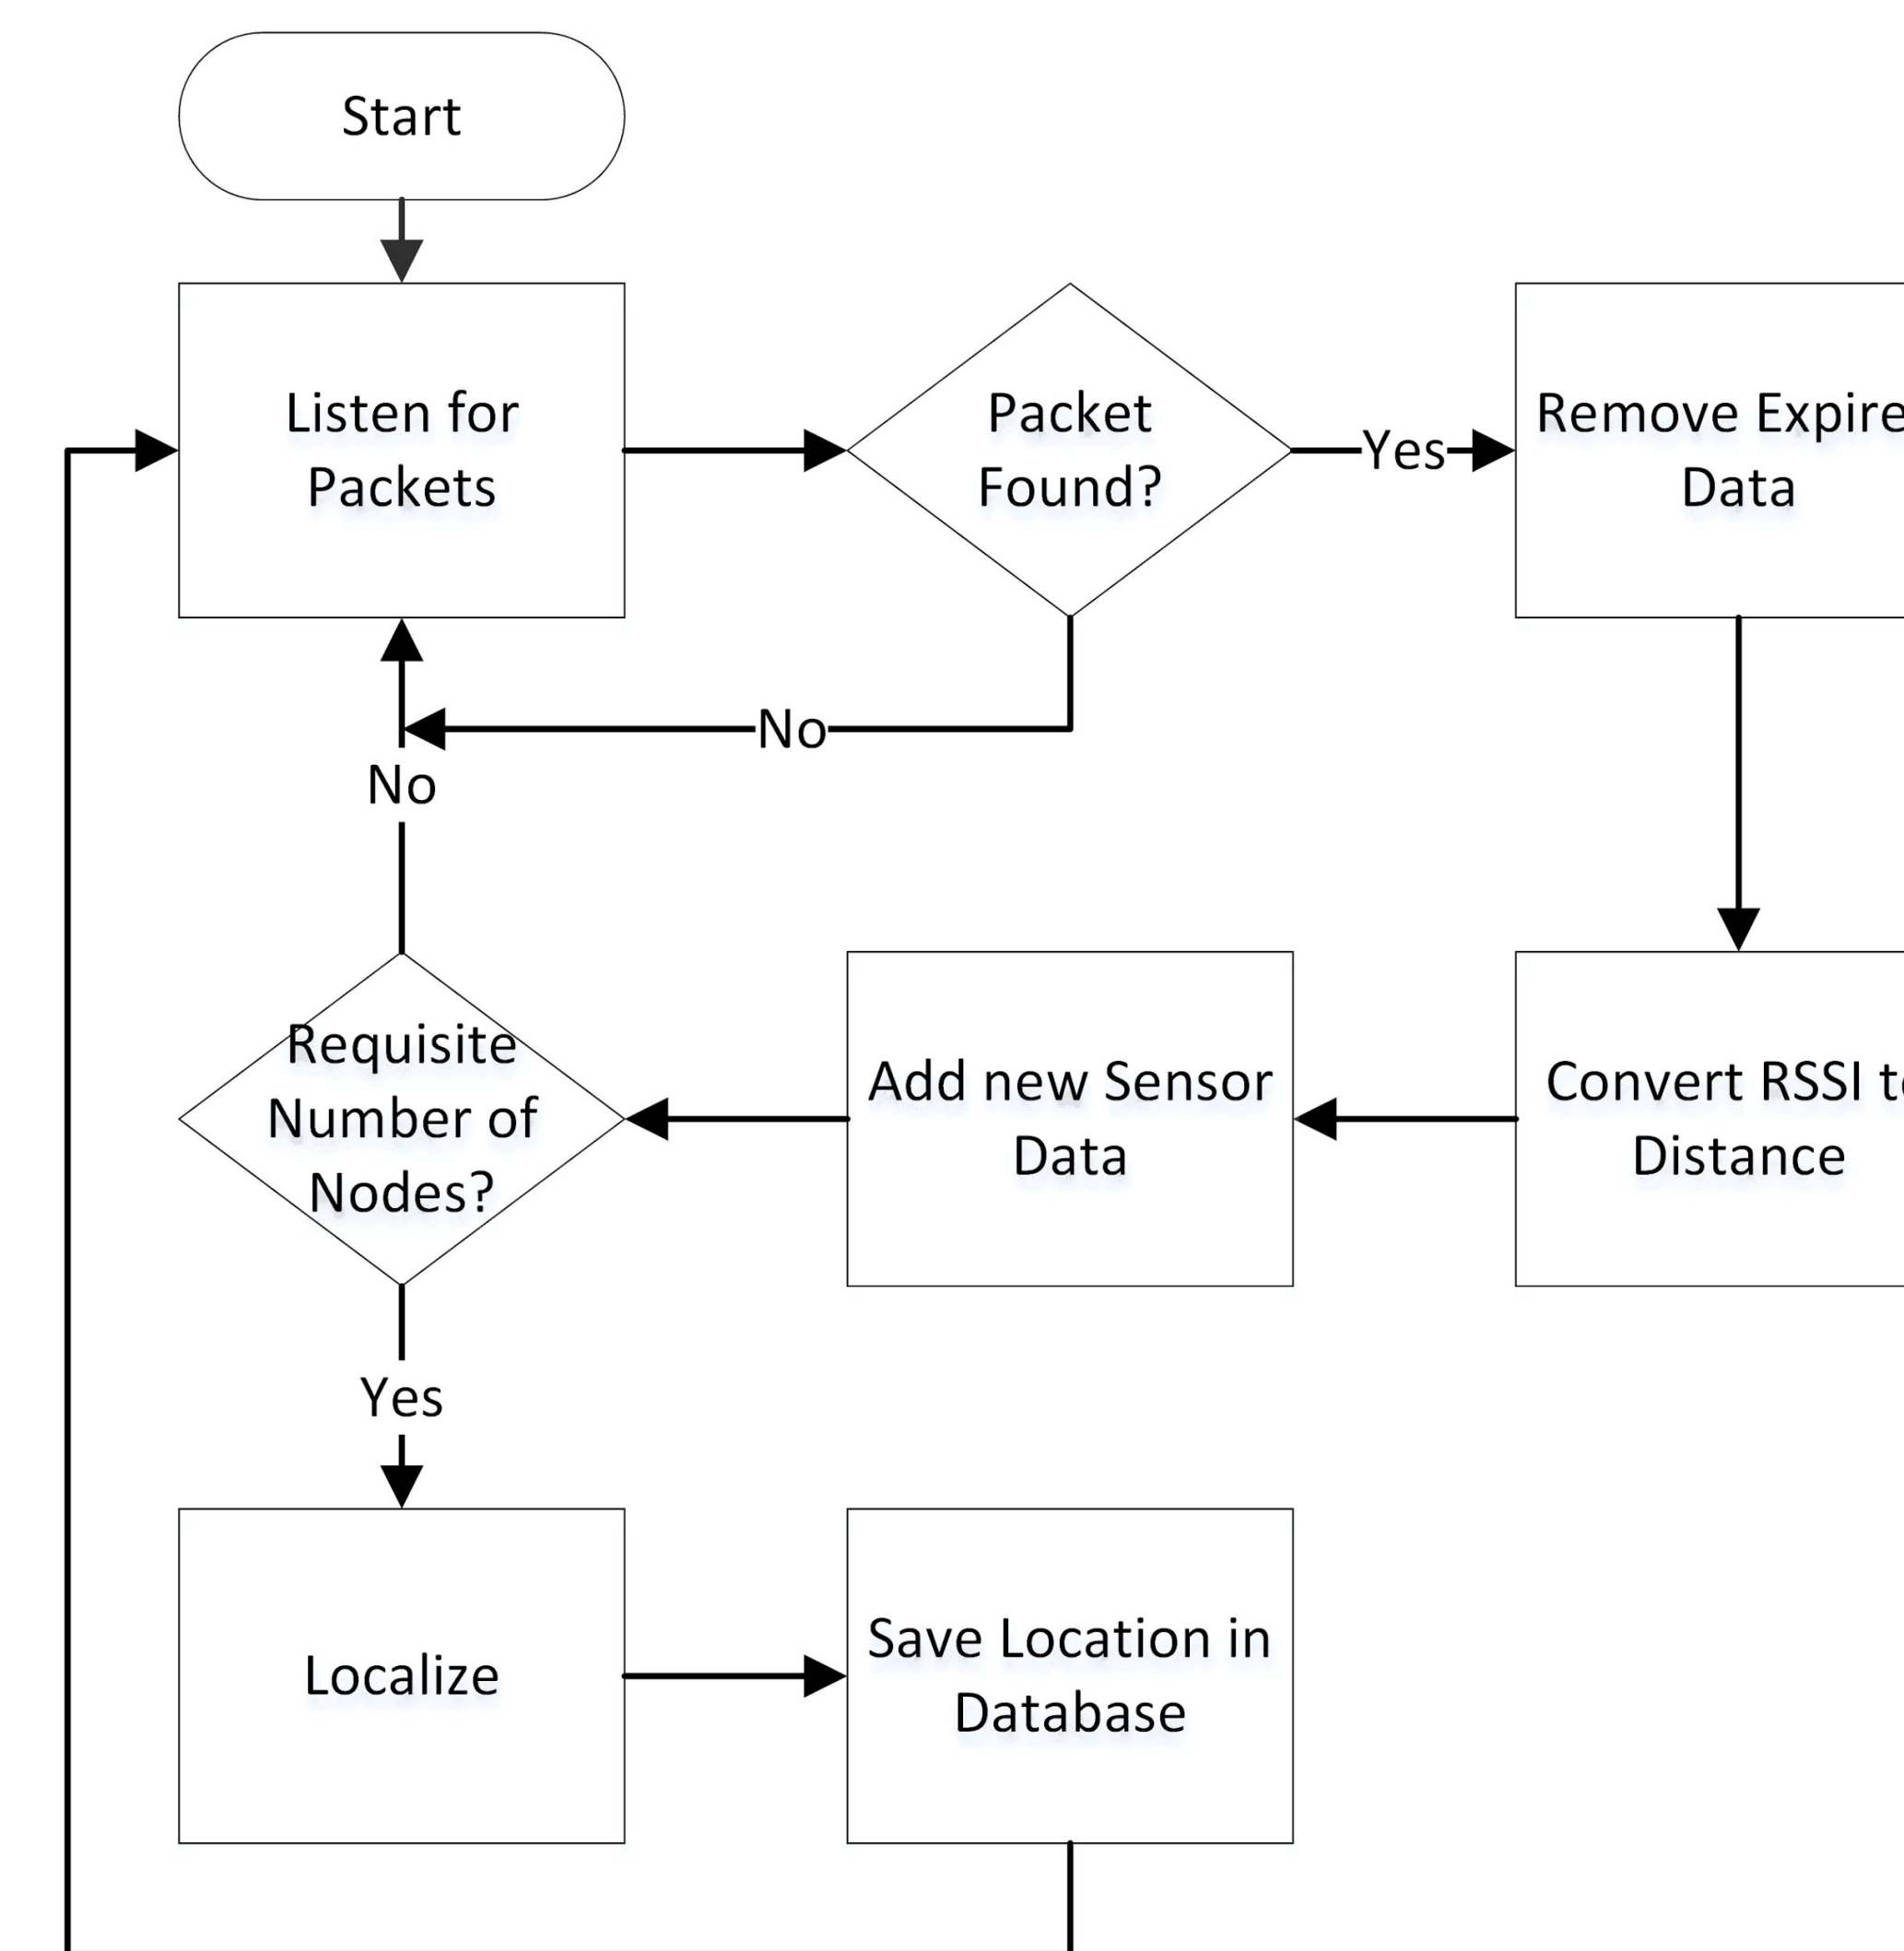 Start
Listen for
Packets
Packet
Found?
Yes
Remove Expire
Data
No
No
Requisite
Number of
Nodes?
Add new Sensor
Data
Convert RSSI to
Distance
Yes
Localize
Save Location in
Database